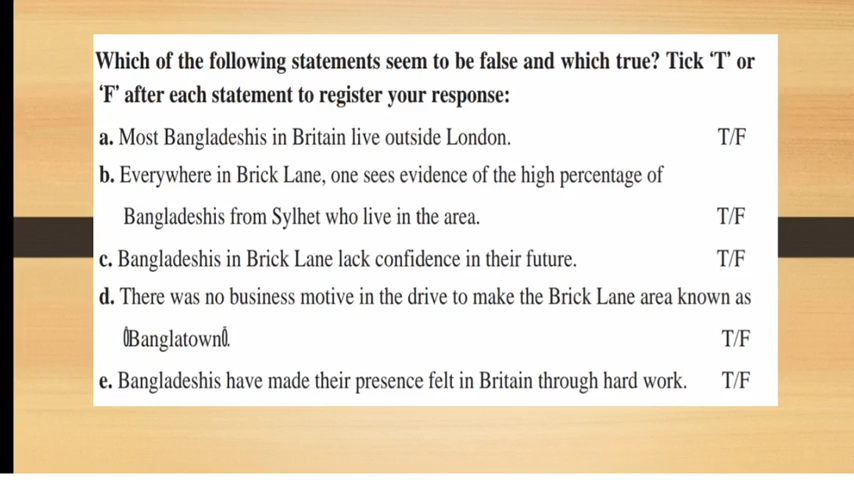 Which of the following statements seem to be false and which true? Tick ‘T’ or
‘F’ after each statement to register your response:
a. Most Bangladeshis in Britain live outside London. T/F
b. Everywhere in Brick Lane, one sees evidence of the high percentage of
Bangladeshis from Sylhet who live in the area. T/F
c. Bangladeshis in Brick Lane lack confidence in their future. T/F
d. There was no business motive in the drive to make the Brick Lane area known as
Banglatown. T/F
e. Bangladeshis have made their presence felt in Britain through hard work. T/F